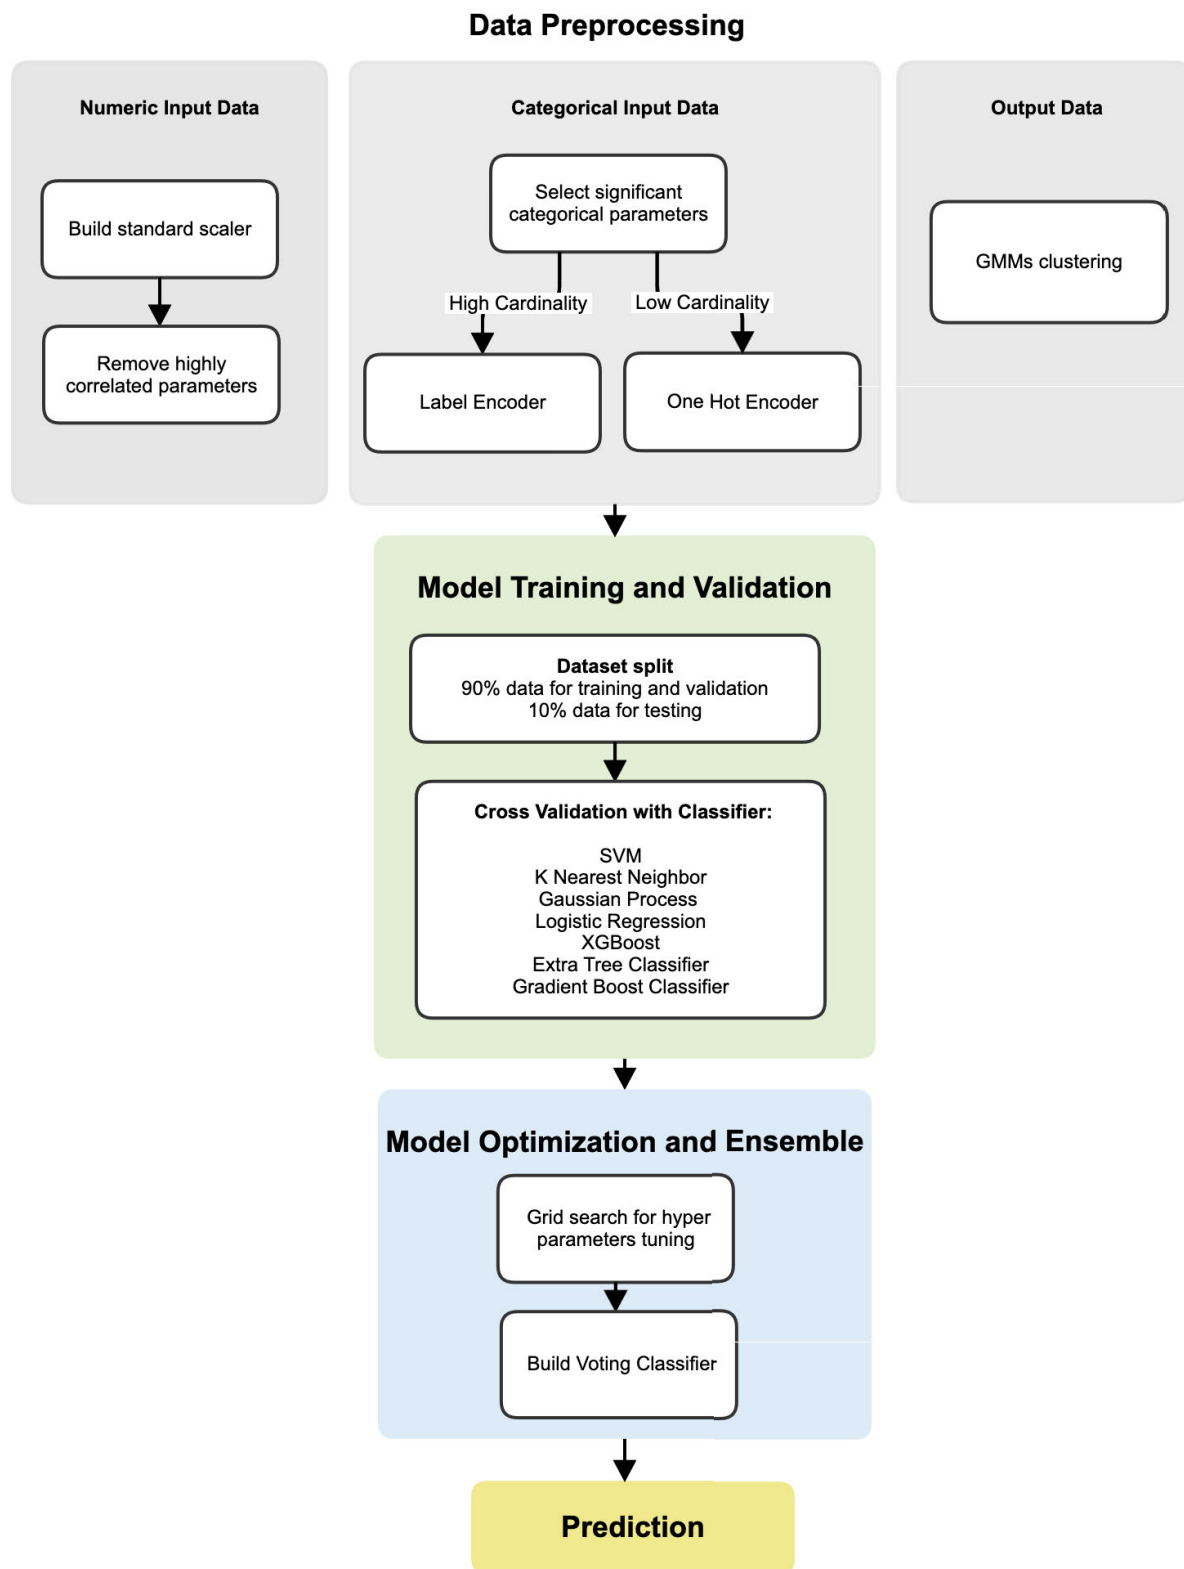 Data Preprocessing
Numeric Input Data
Build standard scaler
Remove highly
correlated parameters
Categorical Input Data
Select significant
categorical parameters
High Cardinality
Low Cardinality
Label Encoder
One Hot Encoder
Output Data
GMMs clustering
Model Training and Validation
Dataset split
90% data for training and validation
10% data for testing
Cross Validation with Classifier:
SVM
K Nearest Neighbor
Gaussian Process
Logistic Regression
XGBoost
Extra Tree Classifier
Gradient Boost Classifier
Model Optimization and Ensemble
Grid search for hyper
parameters tuning
Build Voting Classifier
Prediction